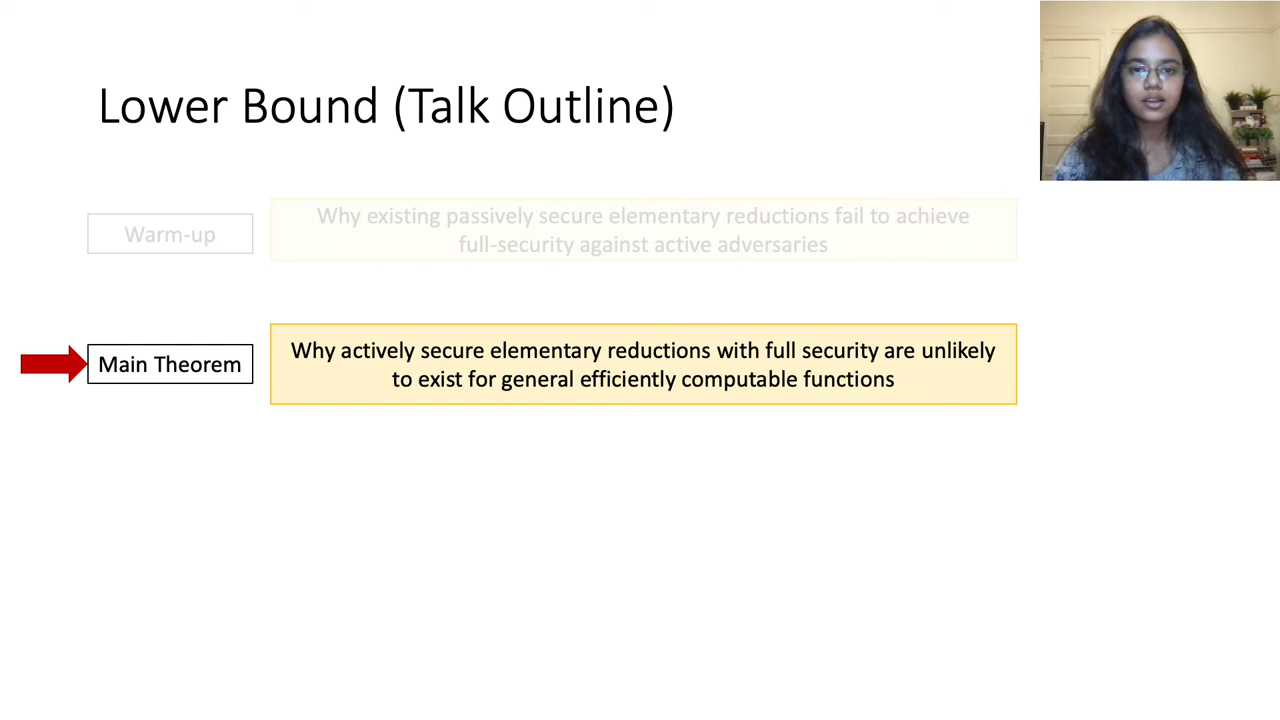 Lower Bound (Talk Outline)
Warm-up
Why existing passively secure elementary reductions fail to achieve
full-security against active adversaries
Main Theorem
Why actively secure elementary reductions with full security are unlikely
to exist for general efficiently computable functions